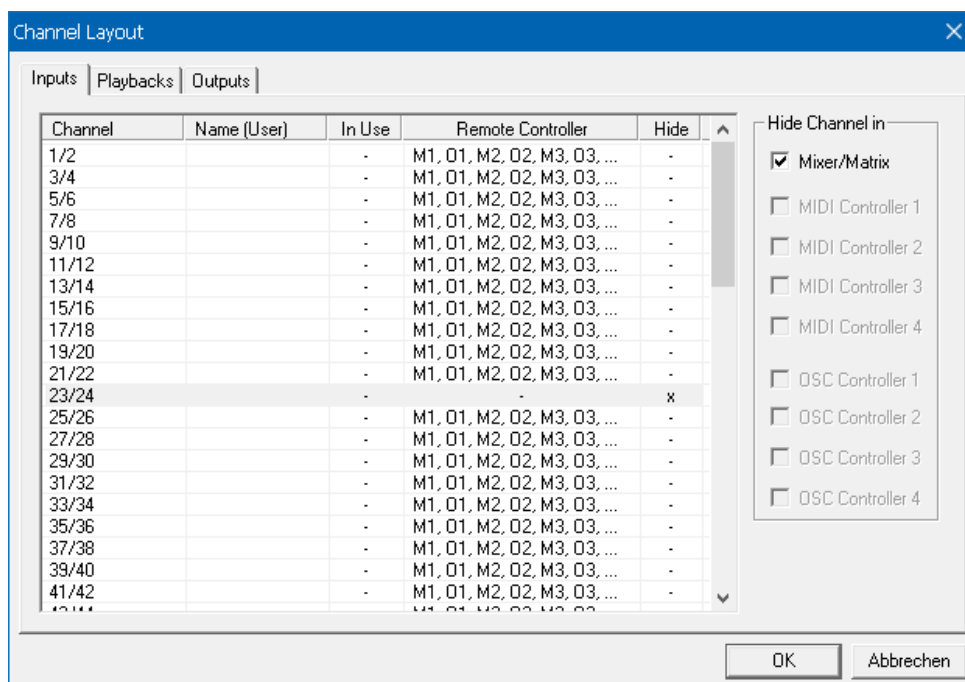 Channel Layout
Inputs Playbacks Outputs
Channel Name (User) In Use Remote Controller Hide
1/2 - M1, O1, M2, O2, M3, O3, ... -
3/4 - M1, O1, M2, O2, M3, O3, ... -
5/6 - M1, O1, M2, O2, M3, O3, ... -
7/8 - M1, O1, M2, O2, M3, O3, ... -
9/10 - M1, O1, M2, O2, M3, O3, ... -
11/12 - M1, O1, M2, O2, M3, O3, ... -
13/14 - M1, O1, M2, O2, M3, O3, ... -
15/16 - M1, O1, M2, O2, M3, O3, ... -
17/18 - M1, O1, M2, O2, M3, O3, ... -
19/20 - M1, O1, M2, O2, M3, O3, ... -
21/22 - M1, O1, M2, O2, M3, O3, ... -
23/24 - - x
25/26 - M1, O1, M2, O2, M3, O3, ... -
27/28 - M1, O1, M2, O2, M3, O3, ... -
29/30 - M1, O1, M2, O2, M3, O3, ... -
31/32 - M1, O1, M2, O2, M3, O3, ... -
33/34 - M1, O1, M2, O2, M3, O3, ... -
35/36 - M1, O1, M2, O2, M3, O3, ... -
37/38 - M1, O1, M2, O2, M3, O3, ... -
39/40 - M1, O1, M2, O2, M3, O3, ... -
41/42 - M1, O1, M2, O2, M3, O3, ... -
Hide Channel in
Mixer/Matrix
MIDI Controller 1
MIDI Controller 2
MIDI Controller 3
MIDI Controller 4
OSC Controller 1
OSC Controller 2
OSC Controller 3
OSC Controller 4
OK Abbrechen